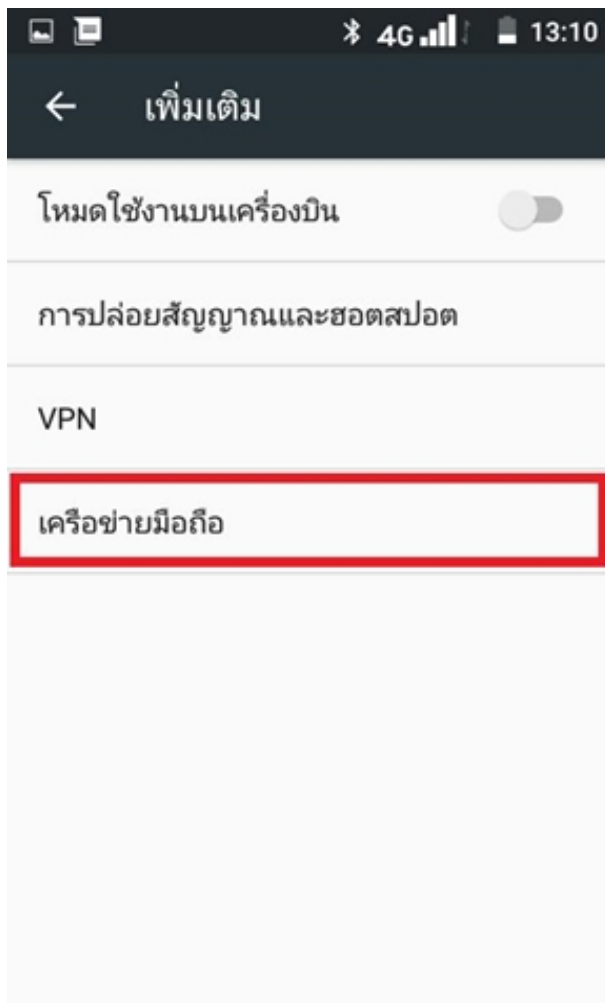 4G 13:10
เพิ่มเติม
โหมดใช้งานบนเครื่องบิน
การปล่อยสัญญาณและฮอตสปอต
VPN
เครือข่ายมือถือ